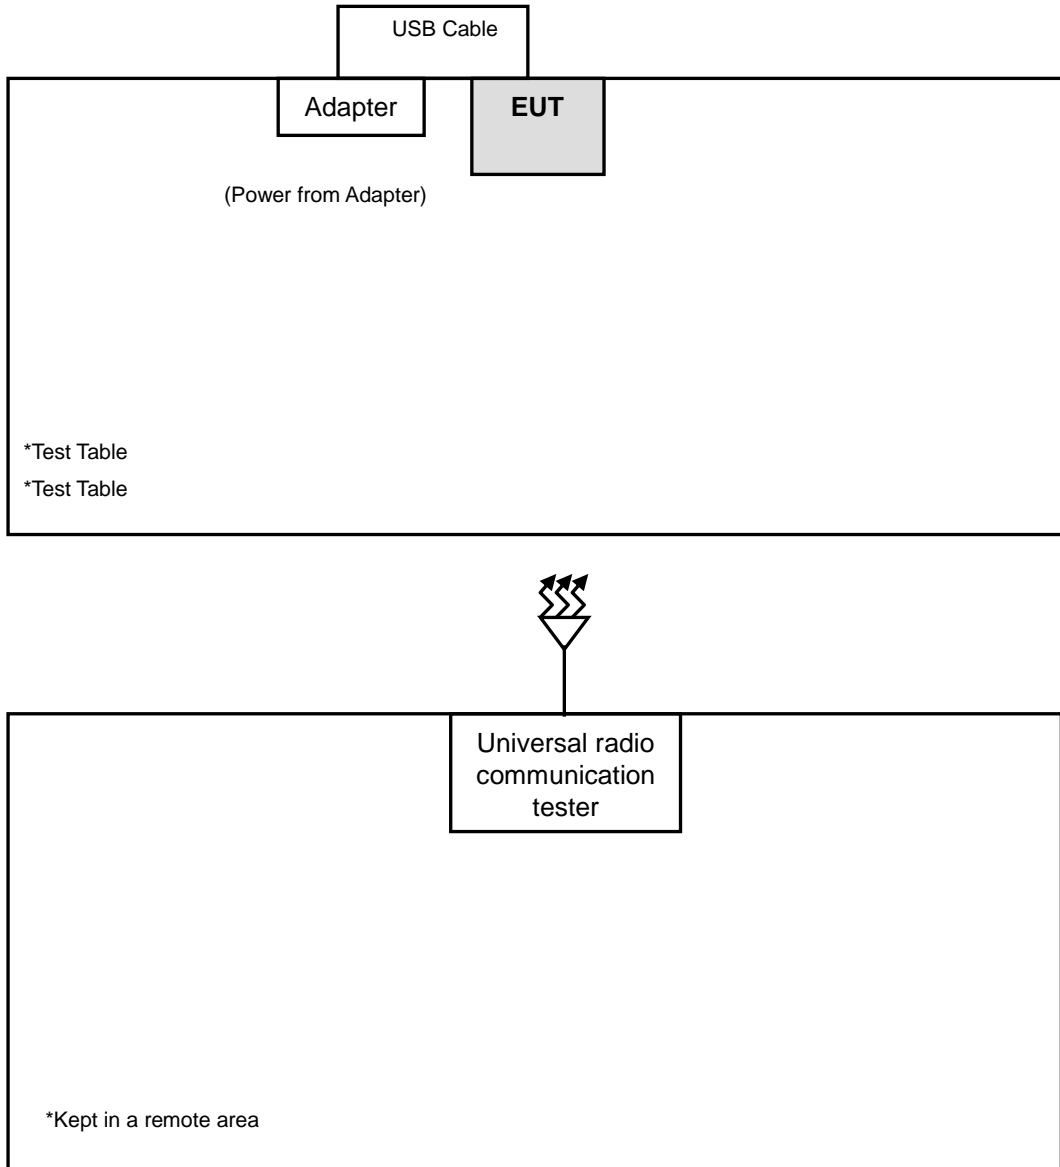 USB Cable
Adapter
EUT
(Power from Adapter)
*Test Table
*Test Table
Universal radio
communication
tester
*Kept in a remote area